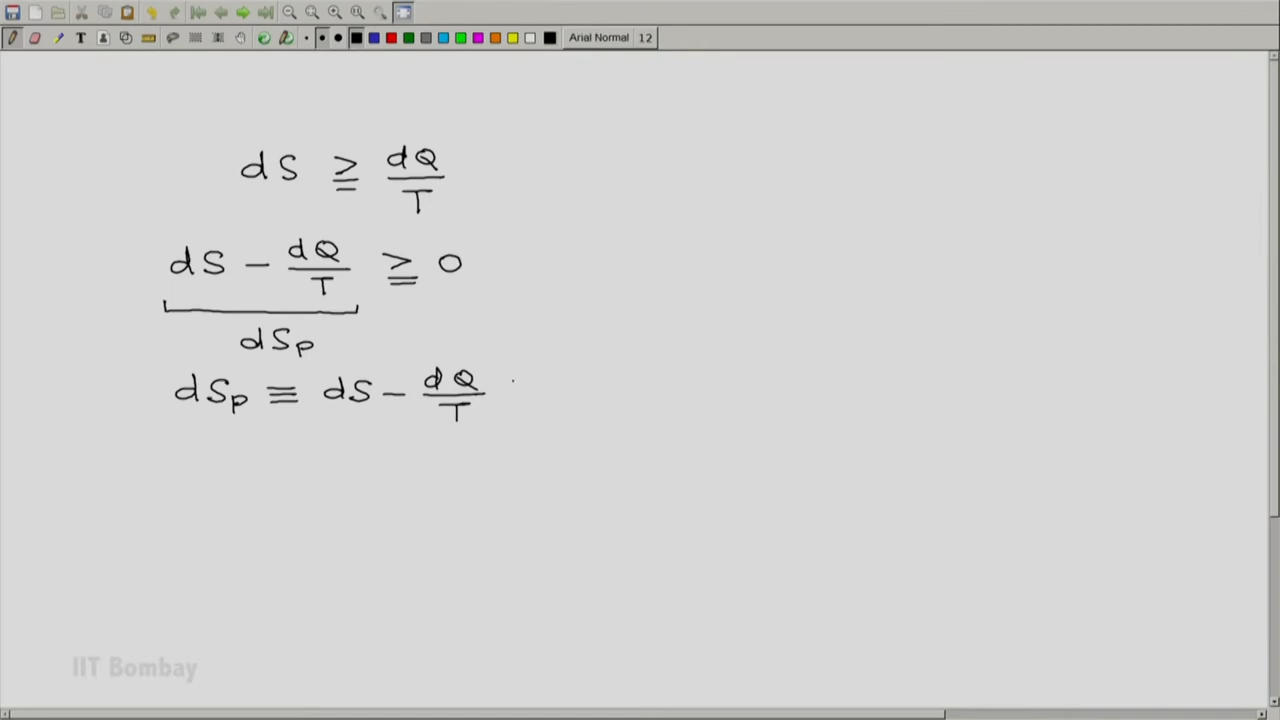 Arial Normal 12
dS ≥ dQ/T
dS - dQ/T ≥ 0
dSp
dSp ≡ dS - dQ/T
IIT Bombay